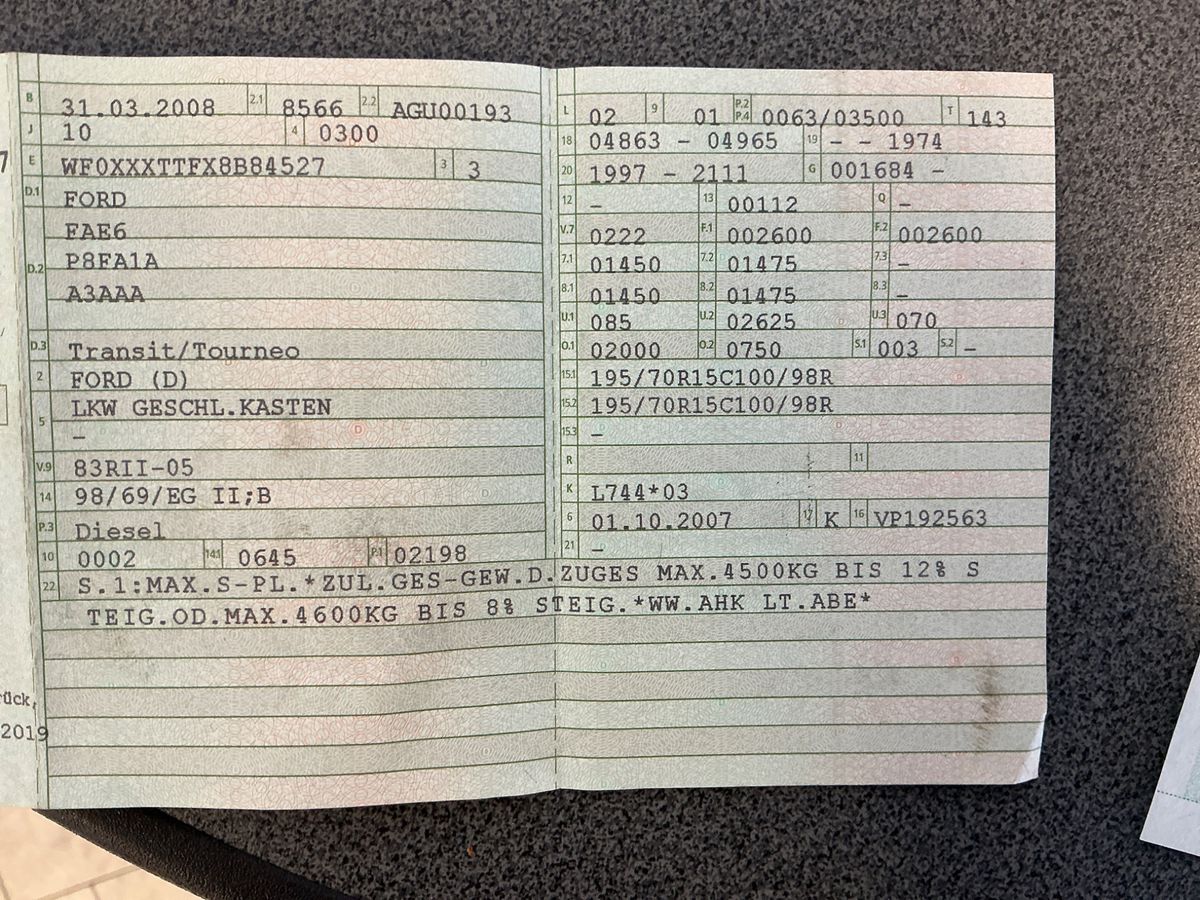 7
B 31.03.2008 2.1 8566 2.2 AGU00193
J 10 4 0300
E WF0XXXTTFX8B84527 3 3
D.1 FORD
D.2 FAE6
P8FA1A
A3AAA
D.3 Transit/Tourneo
2 FORD (D)
5 LKW GESCHL.KASTEN
–
V.9 83RII-05
14 98/69/EG II;B
P.3 Diesel
10 0002 14.1 0645 P.1 02198
L 02 9 01 P.2 P.4 0063/03500 T 143
18 04863 - 04965 19 - - 1974
20 1997 - 2111 G 001684 -
12 - 13 00112 Q -
V.7 0222 F.1 002600 F.2 002600
7.1 01450 7.2 01475 7.3 -
8.1 01450 8.2 01475 8.3 -
U.1 085 U.2 02625 U.3 070
O.1 02000 O.2 0750 S.1 003 S.2 -
15.1 195/70R15C100/98R
15.2 195/70R15C100/98R
15.3 -
R 11
K L744*03
6 01.10.2007 17 K 16 VP192563
21 -
22 S.1:MAX.S-PL.*ZUL.GES-GEW.D.ZUGES MAX.4500KG BIS 12% S
TEIG.OD.MAX.4600KG BIS 8% STEIG.*WW.AHK LT.ABE*
rück,
2019